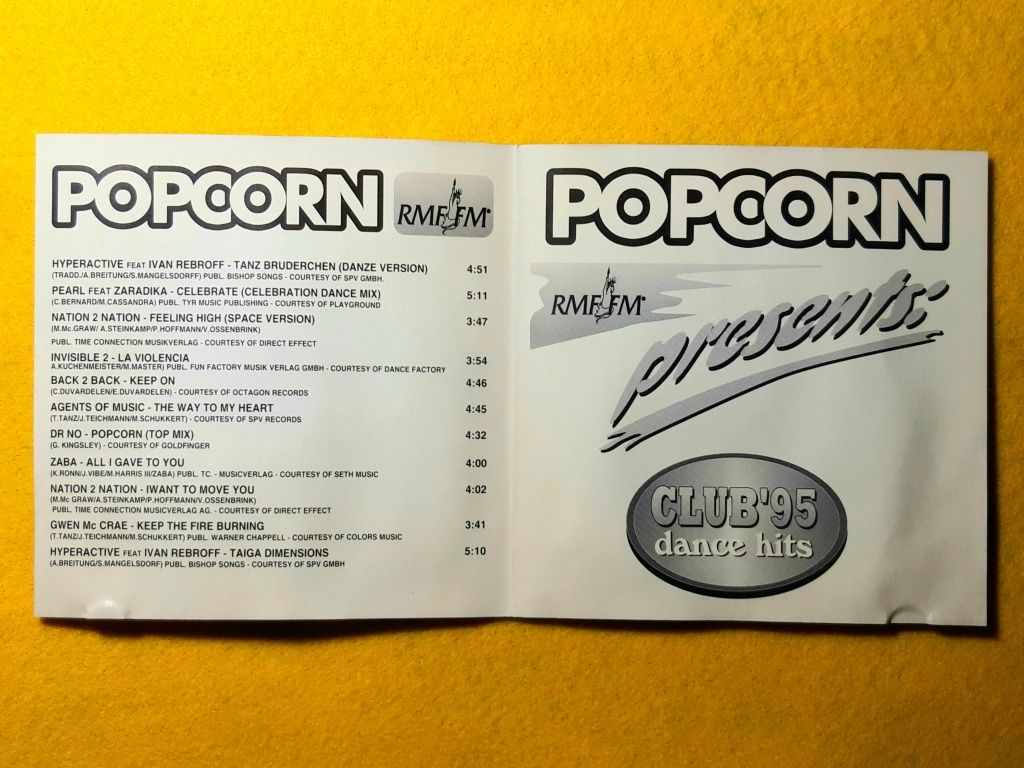 POPCORN
RMF FM
HYPERACTIVE FEAT IVAN REBROFF - TANZ BRUDERCHEN (DANZE VERSION) 4:51
(TRADD./A.BREITUNG/S.MANGELSDORFF) PUBL. BISHOP SONGS - COURTESY OF SPV GMBH.
PEARL FEAT ZARADIKA - CELEBRATE (CELEBRATION DANCE MIX) 5:11
(C.BERNARD/M.CASSANDRA) PUBL. TYR MUSIC PUBLISHING - COURTESY OF PLAYGROUND
NATION 2 NATION - FEELING HIGH (SPACE VERSION) 3:47
(M.Mc.GRAW/ A.STEINKAMP/P.HOFFMANN/V.OSSENBRINK)
PUBL. TIME CONNECTION MUSIKVERLAG - COURTESY OF DIRECT EFFECT
INVISIBLE 2 - LA VIOLENCIA 3:54
A.KUCHENMEISTER/M.MASTER) PUBL. FUN FACTORY MUSIK VERLAG GMBH - COURTESY OF DANCE FACTORY
BACK 2 BACK - KEEP ON 4:46
(C.DUVARDELEN/E.DUVARDELEN) - COURTESY OF OCTAGON RECORDS
AGENTS OF MUSIC - THE WAY TO MY HEART 4:45
(T.TANZ/J.TEICHMANN/M.SCHUKKERT) - COURTESY OF SPV RECORDS
DR NO - POPCORN (TOP MIX) 4:32
(G. KINGSLEY) - COURTESY OF GOLDFINGER
ZABA - ALL I GAVE TO YOU 4:00
(K.RONN/J.VIBE/M.HARRIS III/ZABA) PUBL. TC. - MUSICVERLAG - COURTESY OF SETH MUSIC
NATION 2 NATION - IWANT TO MOVE YOU 4:02
(M.Mc GRAW/A.STEINKAMP/P.HOFFMANN/V.OSSENBRINK)
PUBL. TIME CONNECTION MUSICVERLAG AG. - COURTESY OF DIRECT EFFECT
GWEN Mc CRAE - KEEP THE FIRE BURNING 3:41
(T.TANZ/J.TEICHMANN/M.SCHUKKERT) PUBL. WARNER CHAPPELL - COURTESY OF COLORS MUSIC
HYPERACTIVE FEAT IVAN REBROFF - TAIGA DIMENSIONS 5:10
(A.BREITUNG/S.MANGELSDORF) PUBL. BISHOP SONGS - COURTESY OF SPV GMBH
POPCORN
RMF FM
presents:
CLUB'95
dance hits